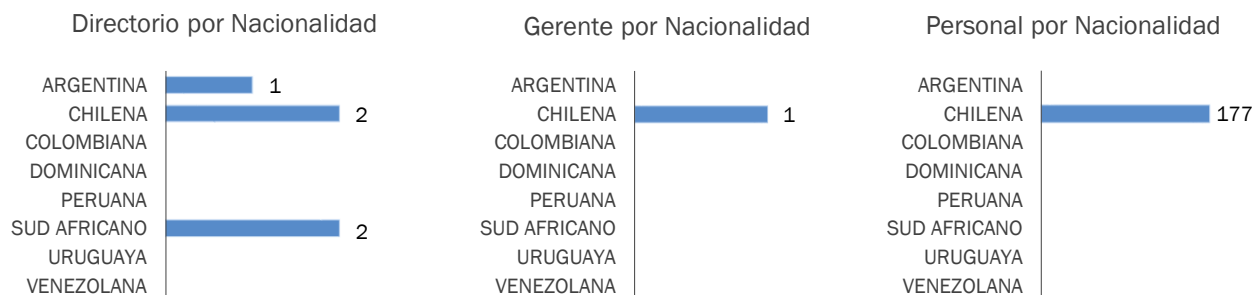 Directorio por Nacionalidad
ARGENTINA 1
CHILENA 2
COLOMBIANA
DOMINICANA
PERUANA
SUD AFRICANO 2
URUGUAYA
VENEZOLANA
Gerente por Nacionalidad
ARGENTINA
CHILENA 1
COLOMBIANA
DOMINICANA
PERUANA
SUD AFRICANO
URUGUAYA
VENEZOLANA
Personal por Nacionalidad
ARGENTINA
CHILENA 177
COLOMBIANA
DOMINICANA
PERUANA
SUD AFRICANO
URUGUAYA
VENEZOLANA